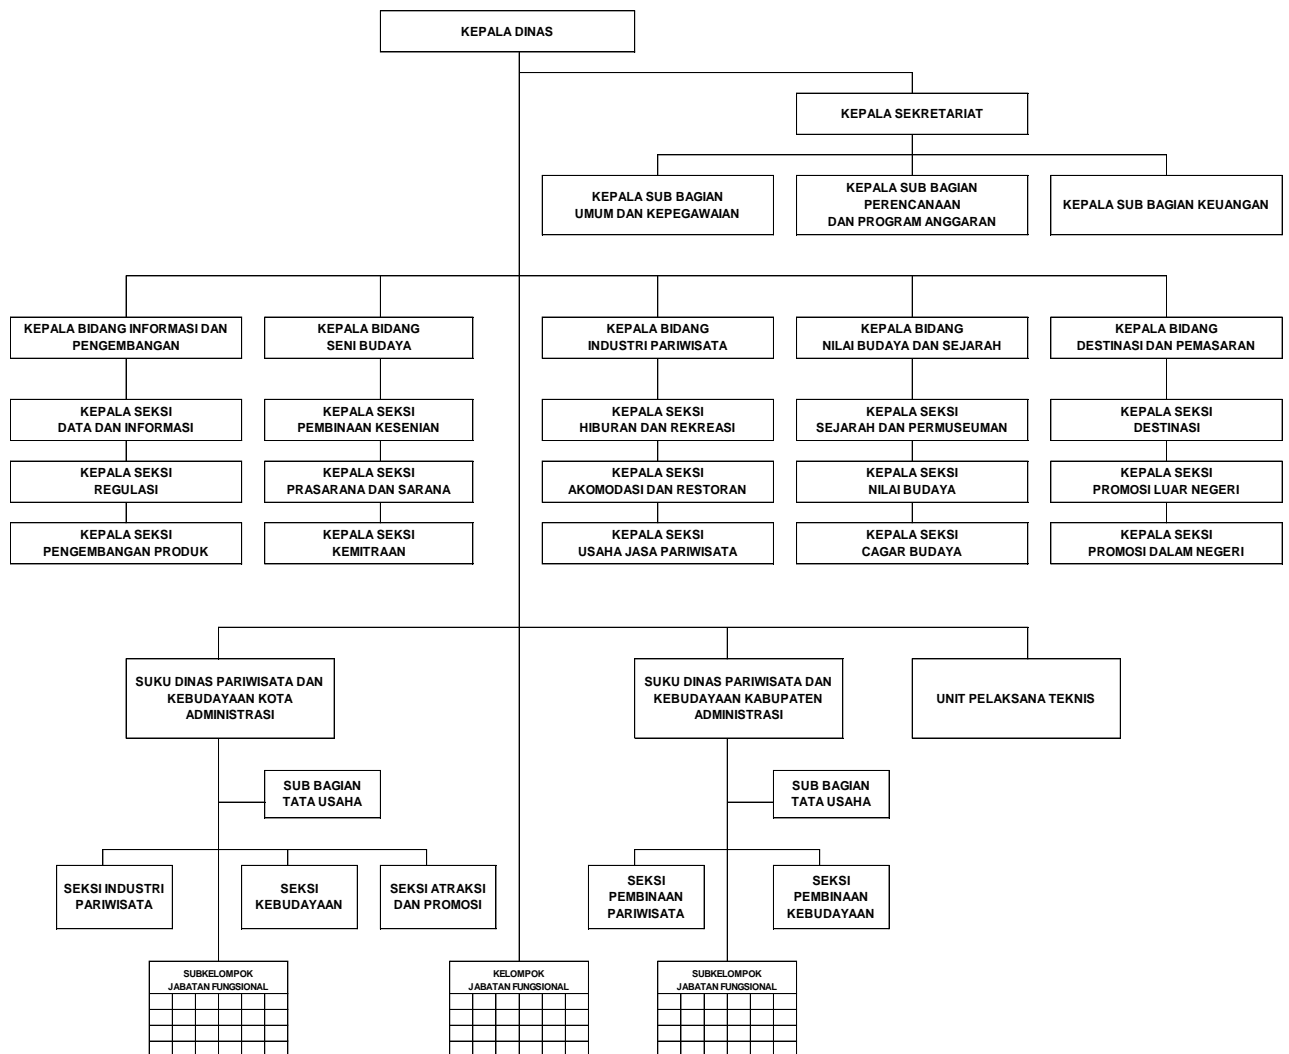 KEPALA DINAS
KEPALA SEKRETARIAT
KEPALA SUB BAGIAN
UMUM DAN KEPEGAWAIAN
KEPALA SUB BAGIAN
PERENCANAAN
DAN PROGRAM ANGGARAN
KEPALA SUB BAGIAN KEUANGAN
KEPALA BIDANG INFORMASI DAN
PENGEMBANGAN
KEPALA BIDANG
SENI BUDAYA
KEPALA BIDANG
INDUSTRI PARIWISATA
KEPALA BIDANG
NILAI BUDAYA DAN SEJARAH
KEPALA BIDANG
DESTINASI DAN PEMASARAN
KEPALA SEKSI
DATA DAN INFORMASI
KEPALA SEKSI
PEMBINAAN KESENIAN
KEPALA SEKSI
HIBURAN DAN REKREASI
KEPALA SEKSI
SEJARAH DAN PERMUSEUMAN
KEPALA SEKSI
DESTINASI
KEPALA SEKSI
REGULASI
KEPALA SEKSI
PRASARANA DAN SARANA
KEPALA SEKSI
AKOMODASI DAN RESTORAN
KEPALA SEKSI
NILAI BUDAYA
KEPALA SEKSI
PROMOSI LUAR NEGERI
KEPALA SEKSI
PENGEMBANGAN PRODUK
KEPALA SEKSI
KEMITRAAN
KEPALA SEKSI
USAHA JASA PARIWISATA
KEPALA SEKSI
CAGAR BUDAYA
KEPALA SEKSI
PROMOSI DALAM NEGERI
SUKU DINAS PARIWISATA DAN
KEBUDAYAAN KOTA
ADMINISTRASI
SUKU DINAS PARIWISATA DAN
KEBUDAYAAN KABUPATEN
ADMINISTRASI
UNIT PELAKSANA TEKNIS
SUB BAGIAN
TATA USAHA
SUB BAGIAN
TATA USAHA
SEKSI INDUSTRI
PARIWISATA
SEKSI
KEBUDAYAAN
SEKSI ATRAKSI
DAN PROMOSI
SEKSI
PEMBINAAN
PARIWISATA
SEKSI
PEMBINAAN
KEBUDAYAAN
SUBKELOMPOK
JABATAN FUNGSIONAL
KELOMPOK
JABATAN FUNGSIONAL
SUBKELOMPOK
JABATAN FUNGSIONAL